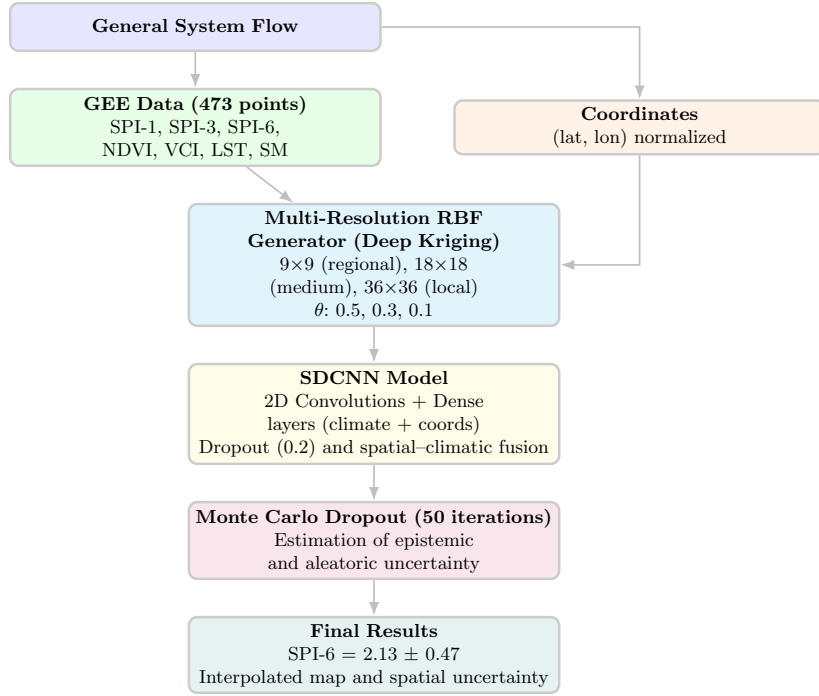 General System Flow
GEE Data (473 points)
SPI-1, SPI-3, SPI-6,
NDVI, VCI, LST, SM
Coordinates
(lat, lon) normalized
Multi-Resolution RBF
Generator (Deep Kriging)
9×9 (regional), 18×18
(medium), 36×36 (local)
θ: 0.5, 0.3, 0.1
SDCNN Model
2D Convolutions + Dense
layers (climate + coords)
Dropout (0.2) and spatial–climatic fusion
Monte Carlo Dropout (50 iterations)
Estimation of epistemic
and aleatoric uncertainty
Final Results
SPI-6 = 2.13 ± 0.47
Interpolated map and spatial uncertainty